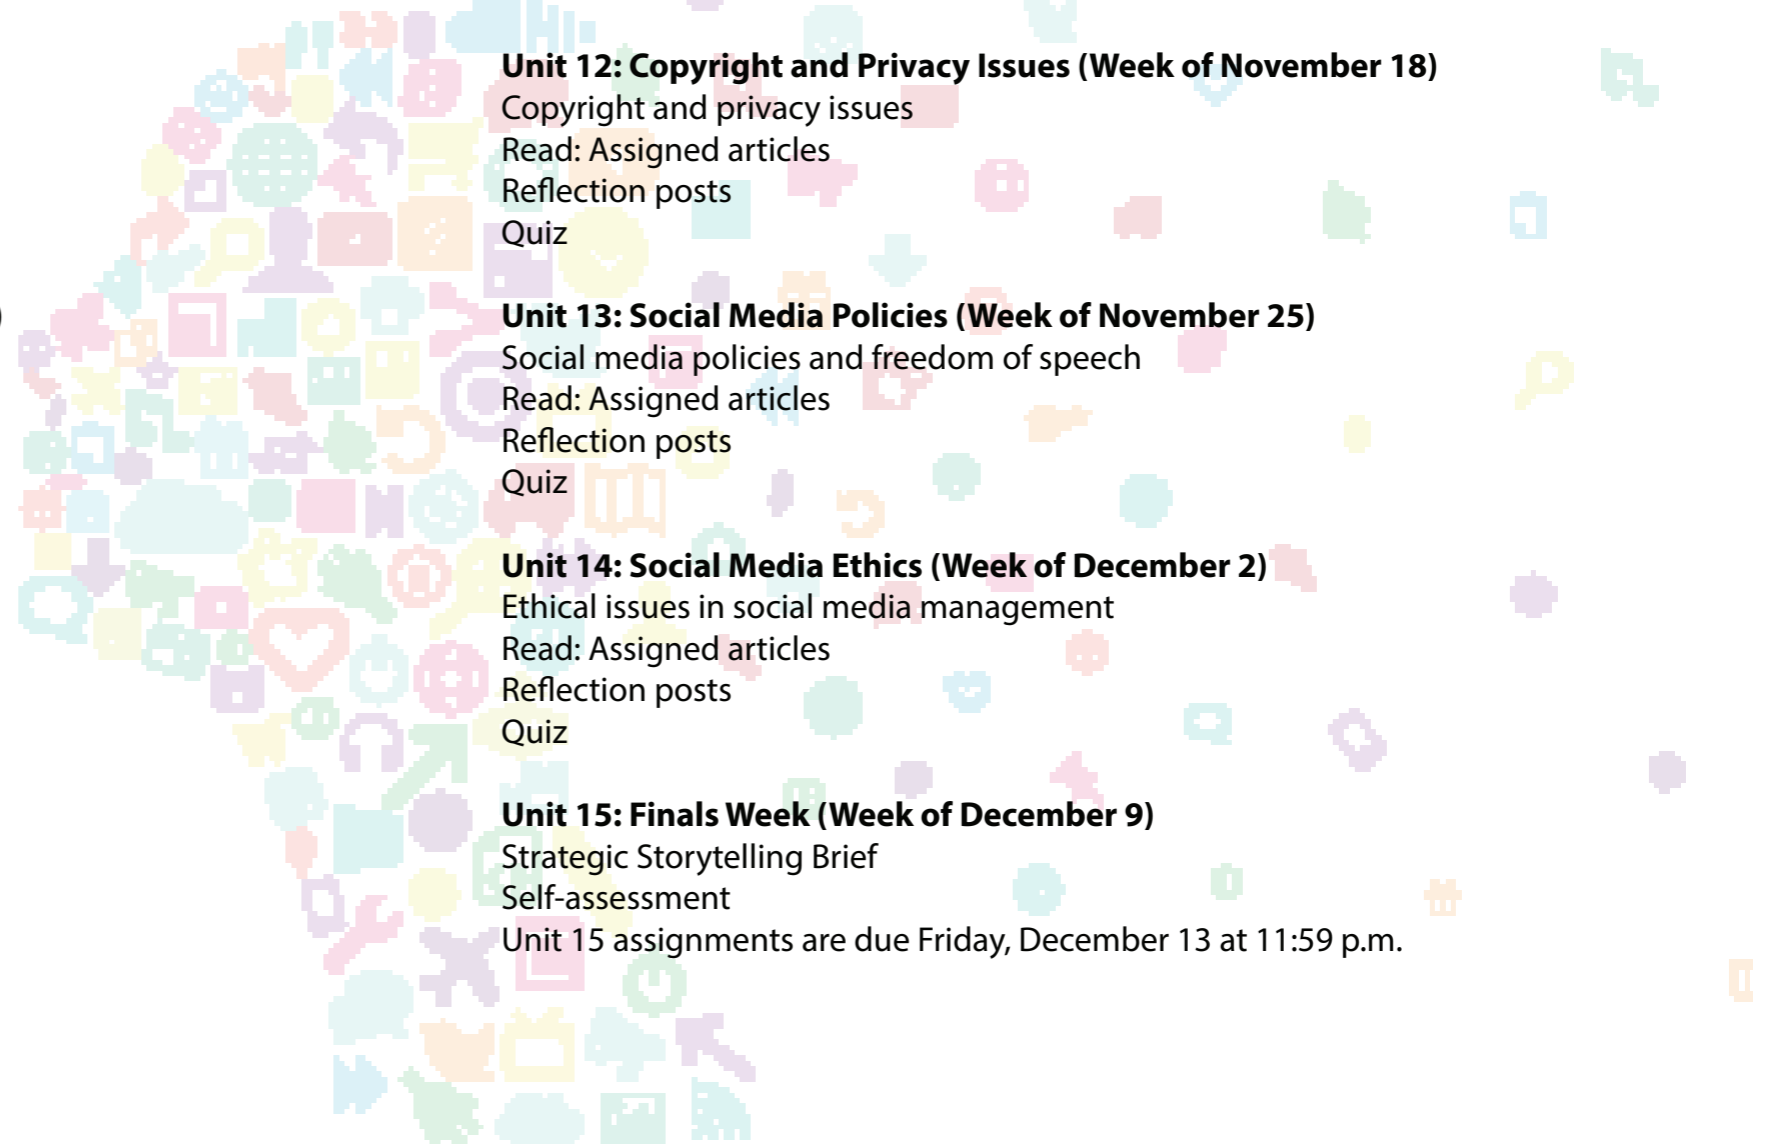 Unit 12: Copyright and Privacy Issues (Week of November 18)
Copyright and privacy issues
Read: Assigned articles
Reflection posts
Quiz
Unit 13: Social Media Policies (Week of November 25)
Social media policies and freedom of speech
Read: Assigned articles
Reflection posts
Quiz
Unit 14: Social Media Ethics (Week of December 2)
Ethical issues in social media management
Read: Assigned articles
Reflection posts
Quiz
Unit 15: Finals Week (Week of December 9)
Strategic Storytelling Brief
Self-assessment
Unit 15 assignments are due Friday, December 13 at 11:59 p.m.